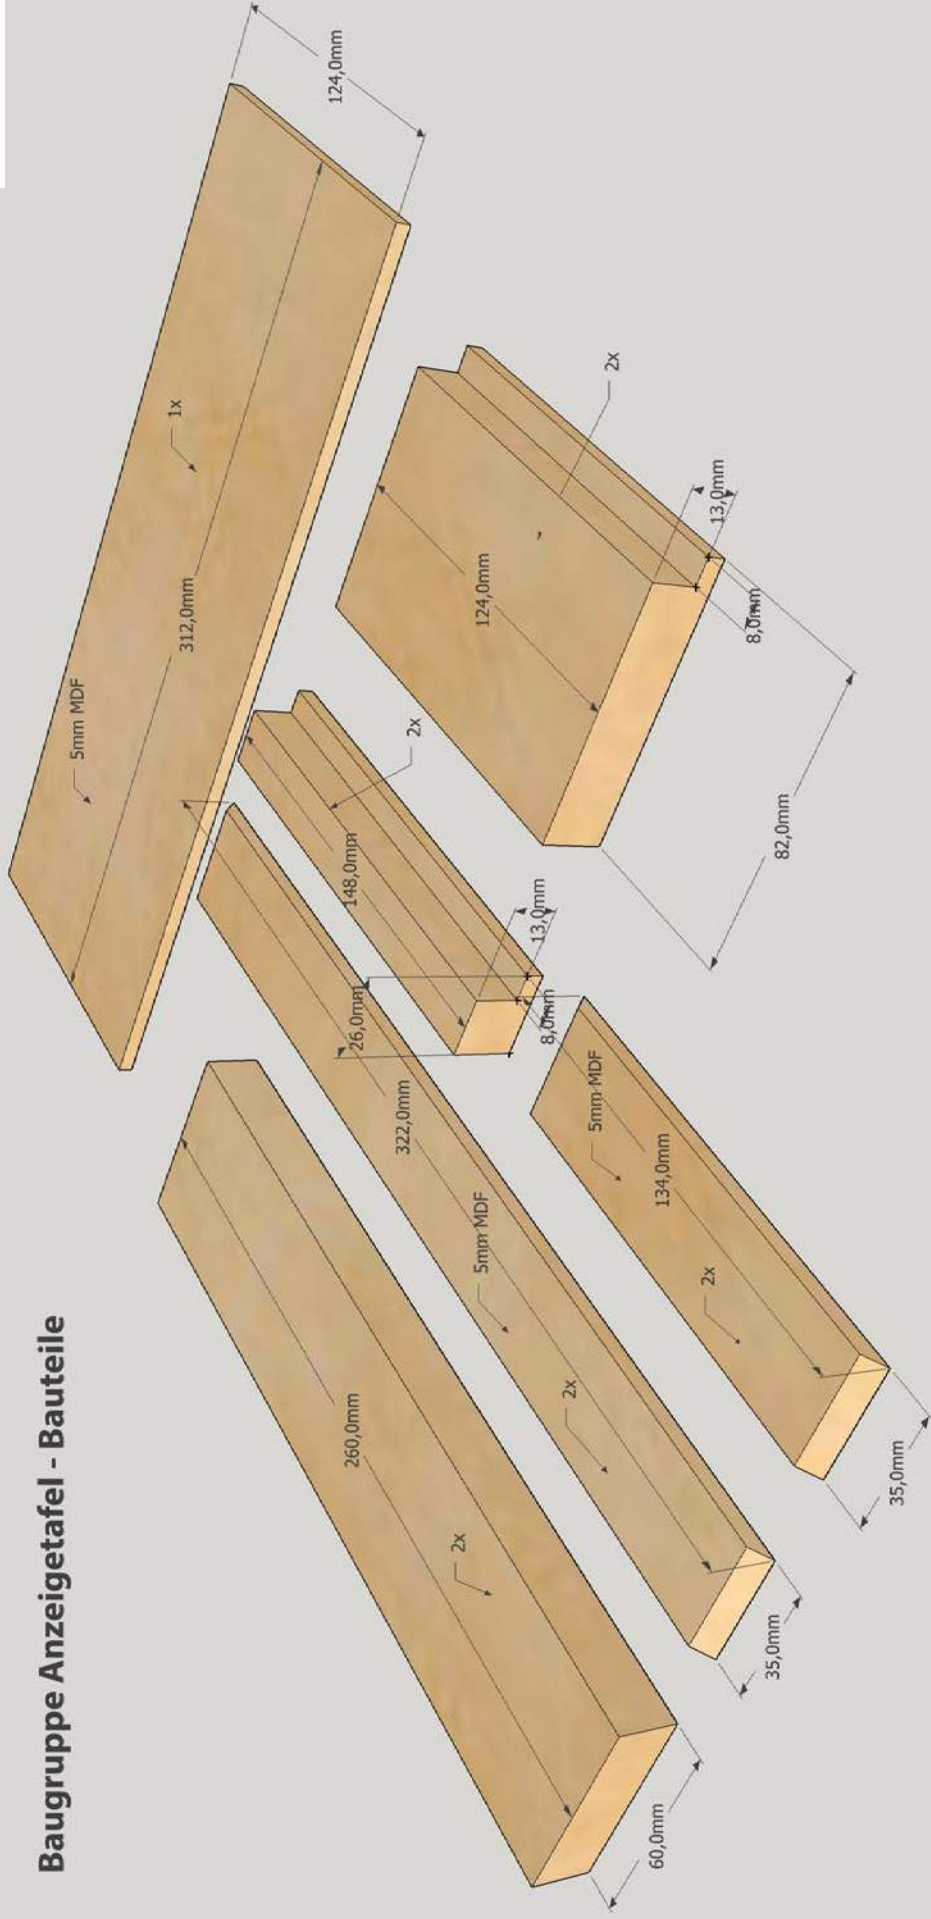 Baugruppe Anzeigetafel - Bauteile
5mm MDF
312,0mm
1x
124,0mm
260,0mm
2x
60,0mm
322,0mm
5mm MDF
2x
35,0mm
148,0mm
2x
26,0mm
13,0mm
8,0mm
5mm MDF
134,0mm
2x
35,0mm
124,0mm
2x
13,0mm
8,0mm
82,0mm